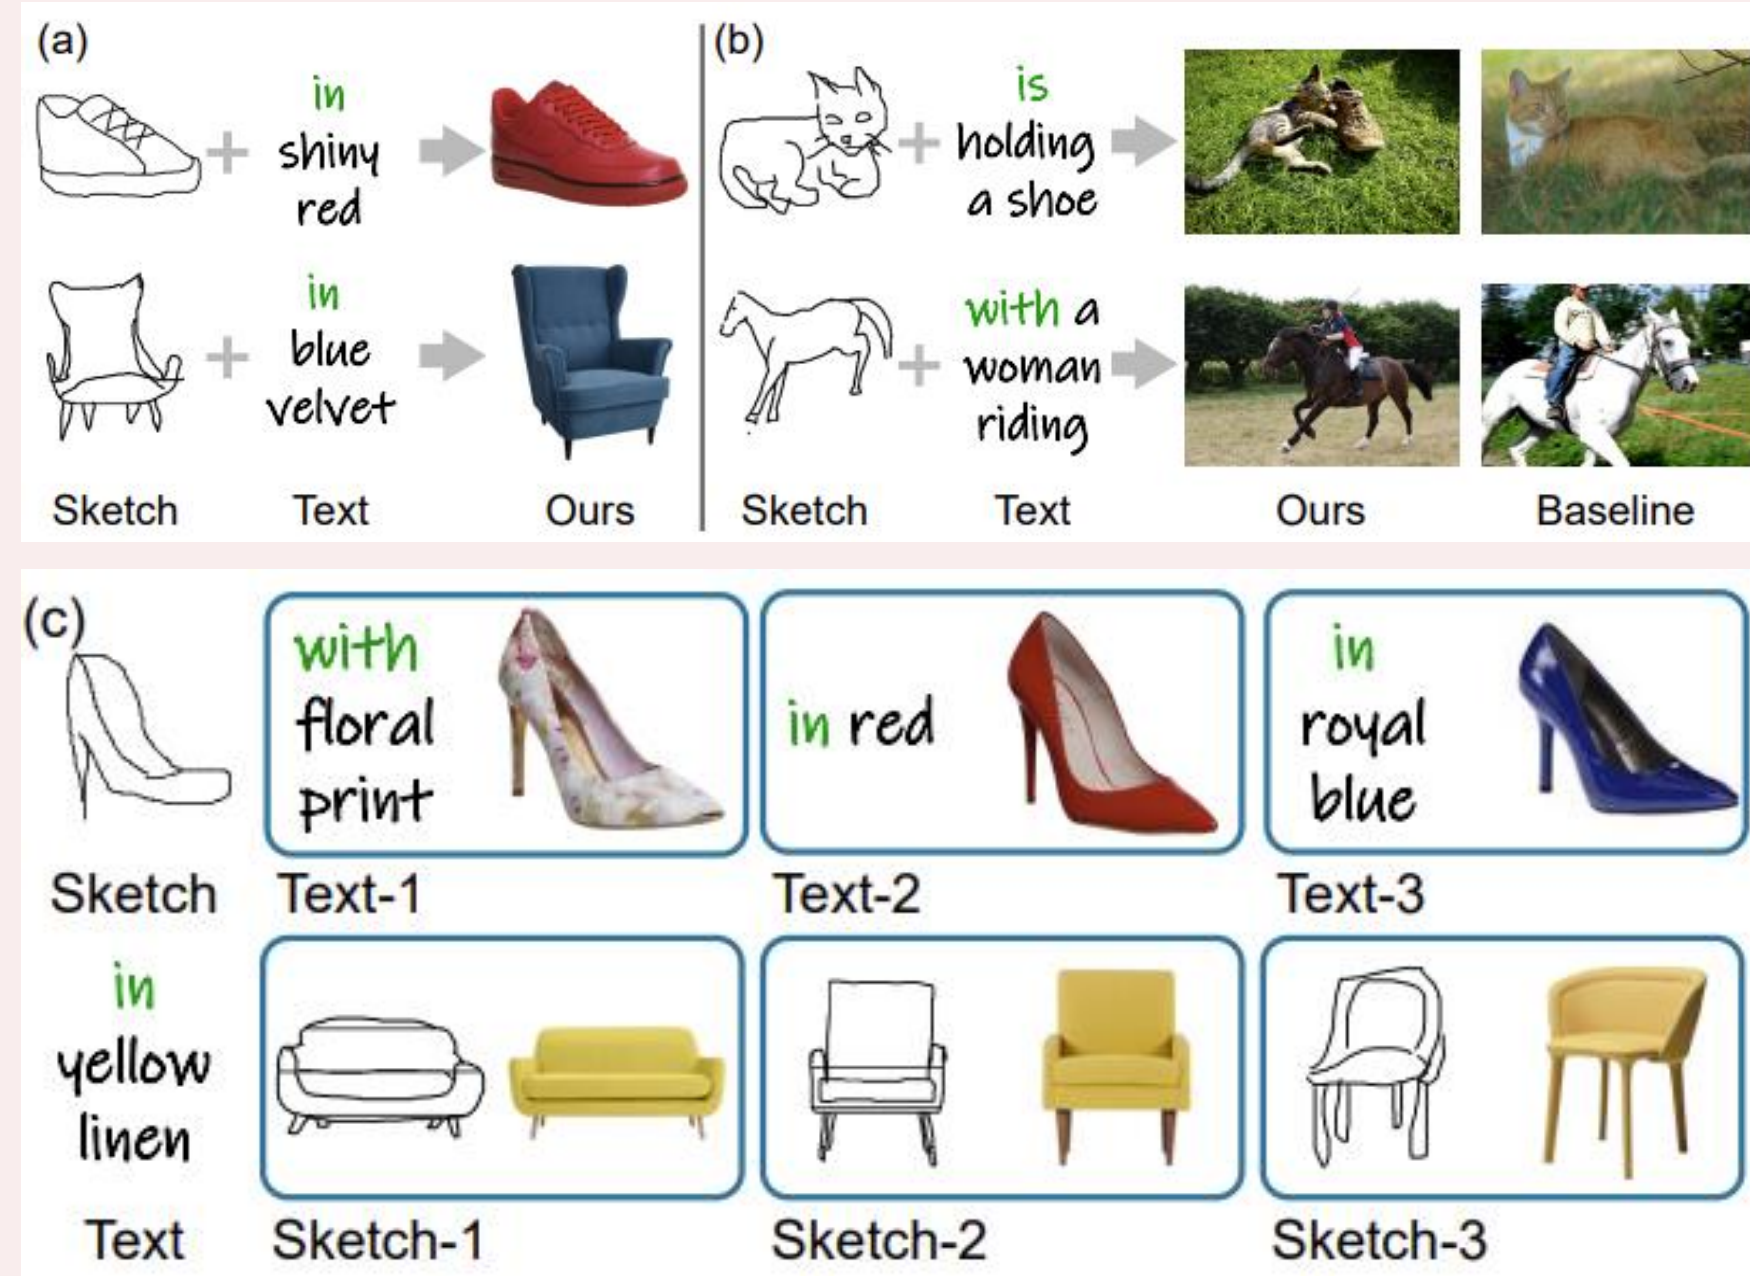 (a)
in
shiny
red
in
blue
velvet
Sketch Text Ours
(b)
is
holding
a shoe
with a
woman
riding
Sketch Text Ours Baseline
(c)
with
floral
print
in red
in
royal
blue
Sketch Text-1 Text-2 Text-3
in
yellow
linen
Text Sketch-1 Sketch-2 Sketch-3